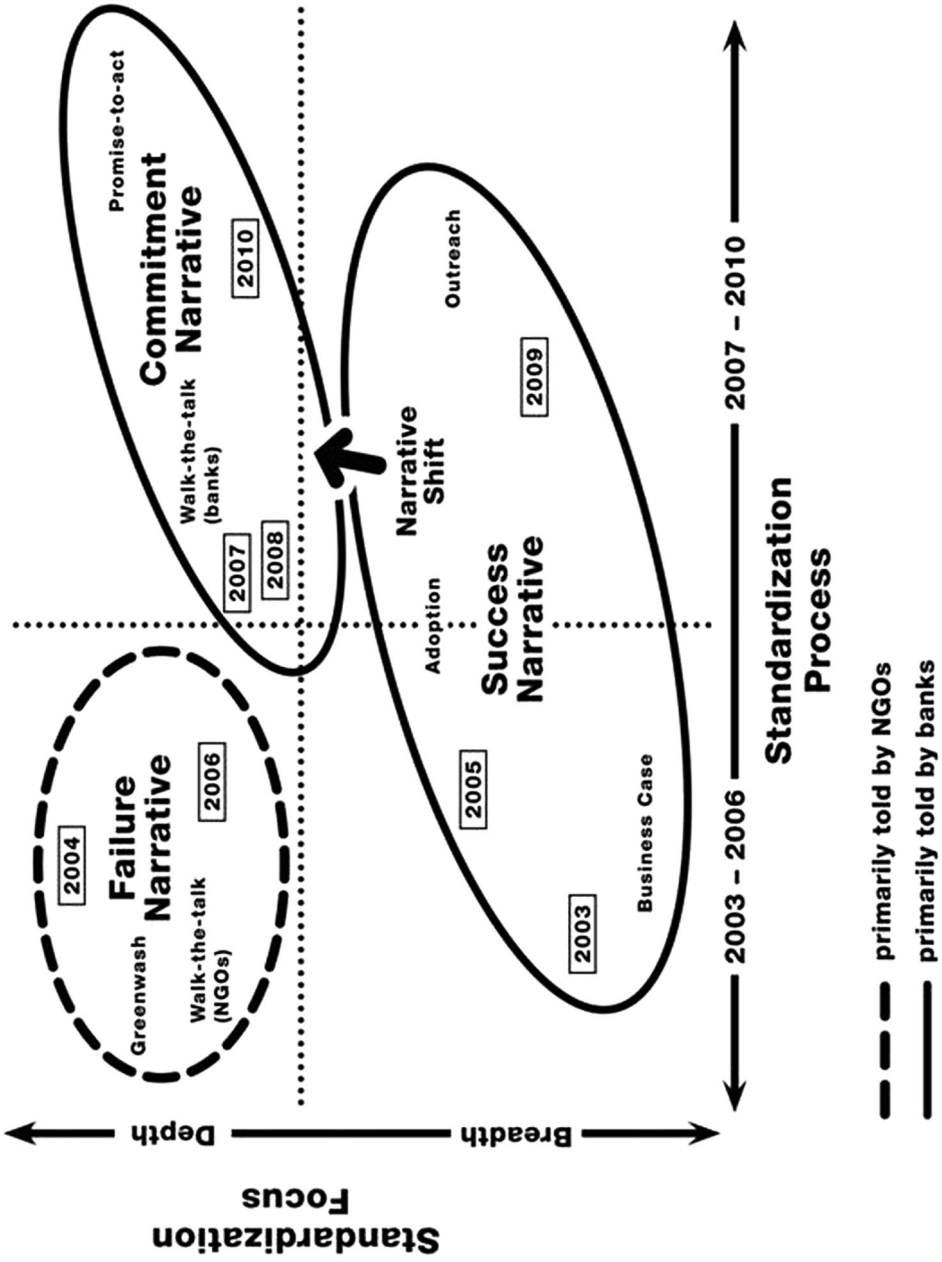 Standardization
Focus
Depth
Breadth
2004
Failure
Narrative
Greenwash
Walk-the-talk
(NGOs)
2006
Promise-to-act
Commitment
Narrative
Walk-the-talk
(banks)
2010
2007
2008
Narrative
Shift
Outreach
Adoption
2009
Success
Narrative
2005
2003
Business Case
2003 – 2006
2007 – 2010
Standardization
Process
primarily told by NGOs
primarily told by banks